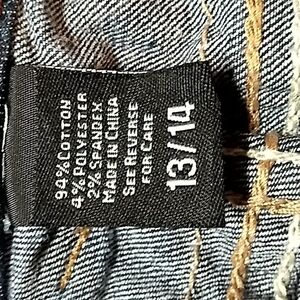 94% COTTON
4% POLYESTER
2% SPANDEX
MADE IN CHINA
SEE REVERSE
FOR CARE
13/14